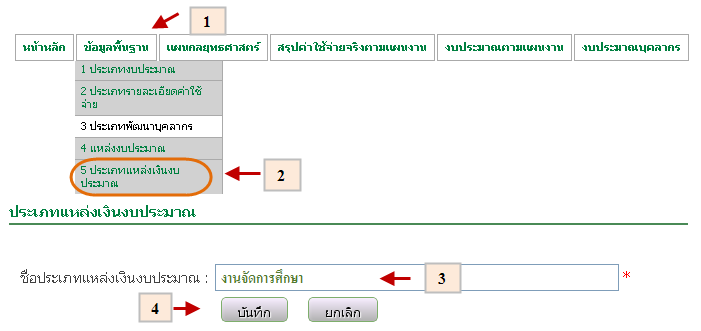 1
หน้าหลัก ข้อมูลพื้นฐาน แผนกลยุทธศาสตร์ สรุปค่าใช้จ่ายจริงตามแผนงาน งบประมาณตามแผนงาน งบประมาณบุคลากร
1 ประเภทงบประมาณ
2 ประเภทรายละเอียดค่าใช้
จ่าย
3 ประเภทพัฒนาบุคลากร
4 แหล่งงบประมาณ
5 ประเภทแหล่งเงินงบ
ประมาณ
2
ประเภทแหล่งเงินงบประมาณ
ชื่อประเภทแหล่งเงินงบประมาณ : งานจัดการศึกษา 3 *
4 บันทึก ยกเลิก